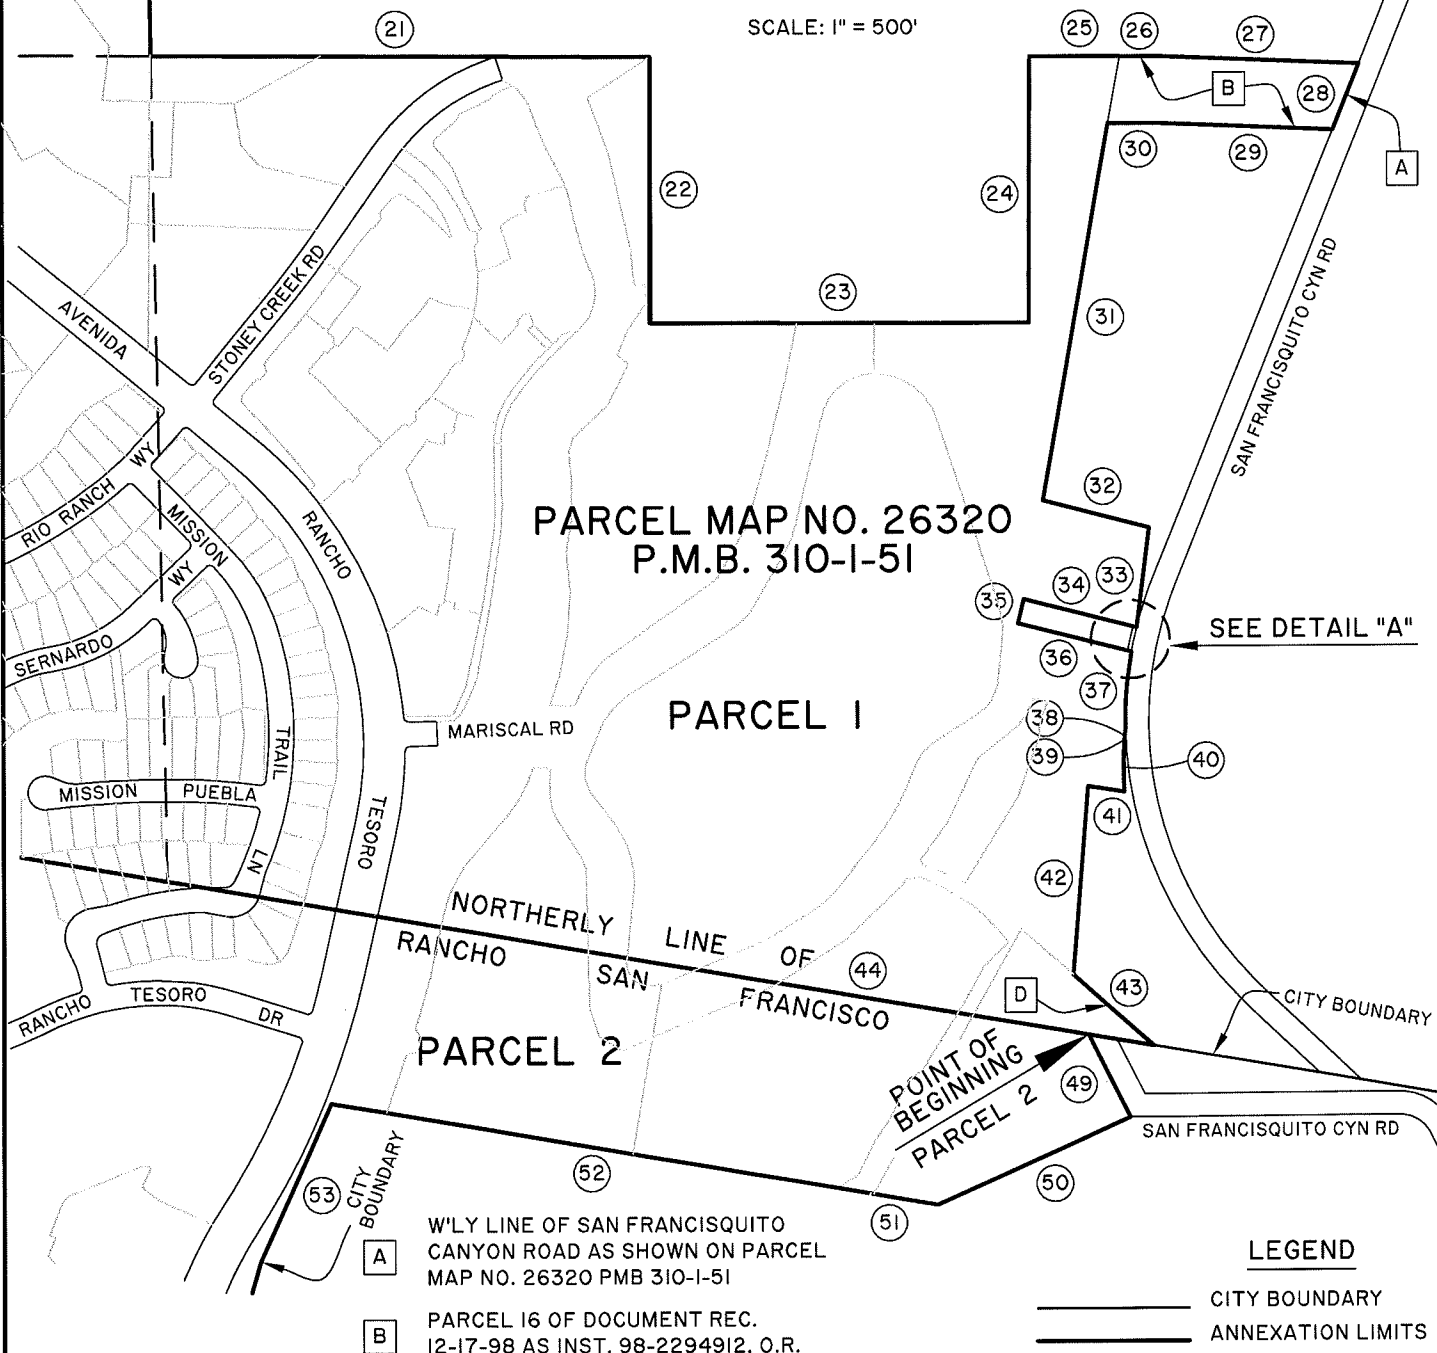 21
SCALE: 1" = 500'
25
26
27
B
28
A
30
29
22
24
23
31
AVENIDA
STONEY CREEK RD
SAN FRANCISQUITO CYN RD
32
RIO RANCH WY
MISSION
RANCHO
PARCEL MAP NO. 26320
P.M.B. 310-1-51
WY
33
34
35
SEE DETAIL "A"
SERNARDO
36
37
PARCEL 1
38
MARISCAL RD
39
40
TRAIL
MISSION PUEBLA
TESORO
41
LN
42
NORTHERLY LINE OF
RANCHO SAN FRANCISCO
44
D
43
CITY BOUNDARY
RANCHO TESORO DR
PARCEL 2
POINT OF
BEGINNING
PARCEL 2
49
SAN FRANCISQUITO CYN RD
52
50
53
CITY
BOUNDARY
51
A
W'LY LINE OF SAN FRANCISQUITO
CANYON ROAD AS SHOWN ON PARCEL
MAP NO. 26320 PMB 310-1-51
B
PARCEL 16 OF DOCUMENT REC.
12-17-98 AS INST. 98-2294912, O.R.
LEGEND
CITY BOUNDARY
ANNEXATION LIMITS